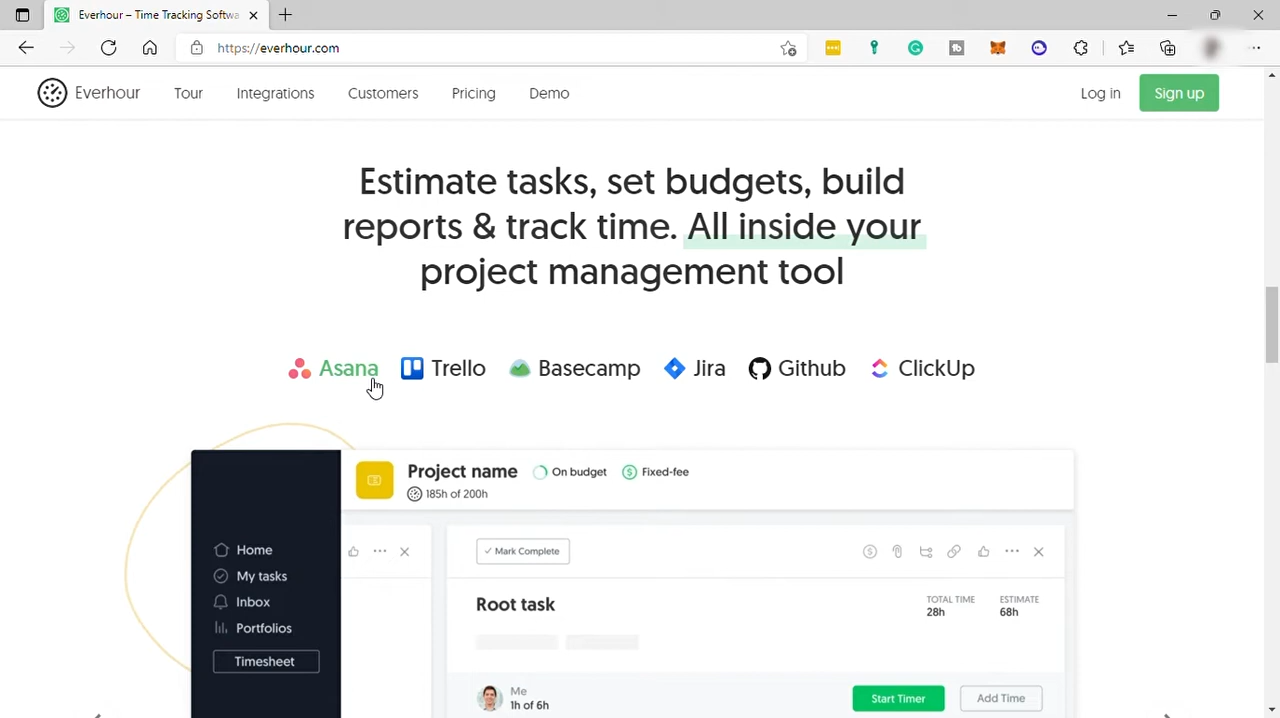 Everhour – Time Tracking Softwa
https://everhour.com
Everhour Tour Integrations Customers Pricing Demo Log in Sign up
Estimate tasks, set budgets, build
reports & track time. All inside your
project management tool
Asana Trello Basecamp Jira Github ClickUp
Project name On budget Fixed-fee
185h of 200h
Home
My tasks
Inbox
Portfolios
Timesheet
Mark Complete
Root task
TOTAL TIME ESTIMATE
28h 68h
Me
1h of 6h
Start Timer Add Time